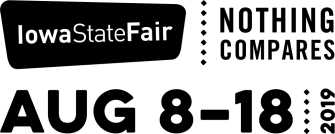 IowaStateFair
NOTHING
COMPARES
AUG 8-18
2019